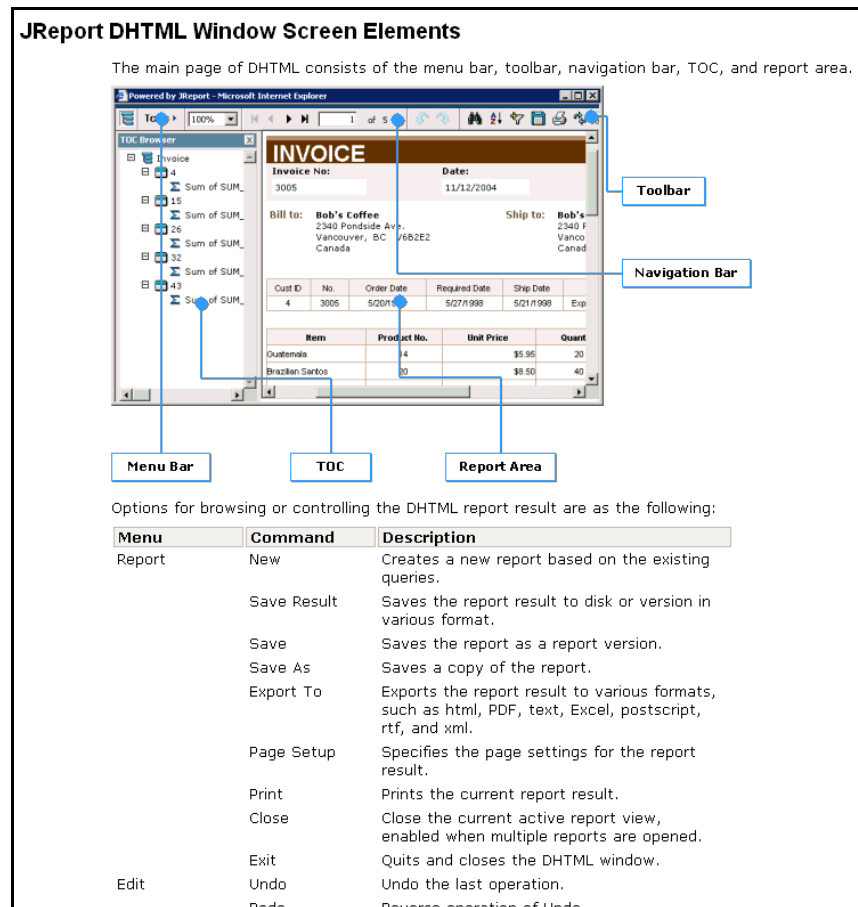 JReport DHTML Window Screen Elements
The main page of DHTML consists of the menu bar, toolbar, navigation bar, TOC, and report area.
Powered by JReport - Microsoft Internet Explorer
100% 1 of 5
TOC Browser
Invoice
4
Sum of SUM_
15
Sum of SUM_
26
Sum of SUM_
32
Sum of SUM_
43
of SUM_
INVOICE
Invoice No: Date:
3005 11/12/2004
Bill to: Bob's Coffee Ship to: Bob's
2340 Pondside Ave. 2340
Vancouver, BC V6B2E2 Vanco
Canada Canad
Cust ID No. Order Date Required Date Ship Date
4 3005 5/27/1998 5/21/1998 Exp
Item Product No. Unit Price Quant
Guatemala 14 $5.95 20
Brazilian Santos 20 $8.50 40
Toolbar
Navigation Bar
Menu Bar TOC Report Area
Options for browsing or controlling the DHTML report result are as the following:
Menu Command Description
Report New Creates a new report based on the existing
queries.
Save Result Saves the report result to disk or version in
various format.
Save Saves the report as a report version.
Save As Saves a copy of the report.
Export To Exports the report result to various formats,
such as html, PDF, text, Excel, postscript,
rtf, and xml.
Page Setup Specifies the page settings for the report
result.
Print Prints the current report result.
Close Close the current active report view,
enabled when multiple reports are opened.
Exit Quits and closes the DHTML window.
Edit Undo Undo the last operation.
Redo Reverse operation of Undo